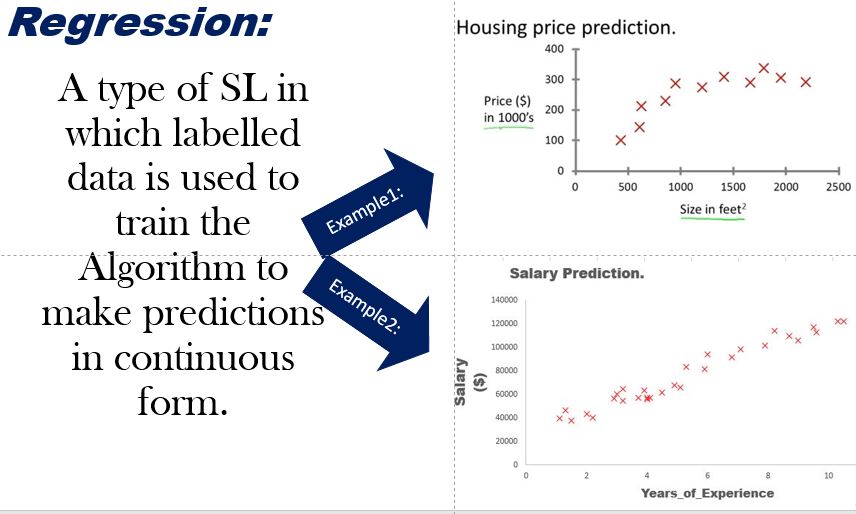 Regression:
A type of SL in
which labelled
data is used to
train the
Algorithm to
make predictions
in continuous
form.
Example1:
Example2:
Housing price prediction.
Price ($)
in 1000's
400
300
200
100
0
0 500 1000 1500 2000 2500
Size in feet²
Salary Prediction.
Salary
($)
140000
120000
100000
80000
60000
40000
20000
0
0 2 4 6 8 10
Years_of_Experience